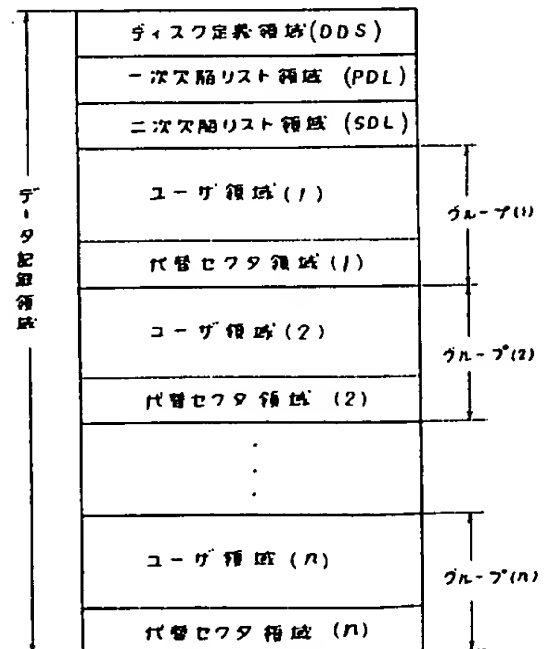 ディスク定義領域(DDS)
一次欠陥リスト領域 (PDL)
二次欠陥リスト領域 (SDL)
ユーザ領域(1)
代替セクタ領域(1)
グループ(1)
ユーザ領域(2)
代替セクタ領域 (2)
グループ(2)
データ記録領域
ユーザ領域(n)
代替セクタ領域 (n)
グループ(n)